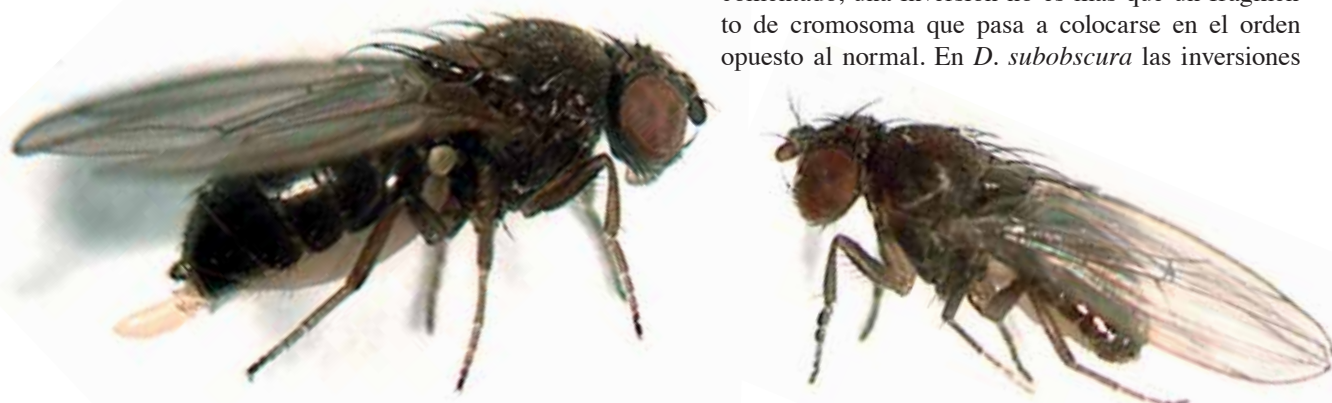 to de cromosoma que pasa a colocarse en el orden
opuesto al normal. En D. subobscura las inversiones